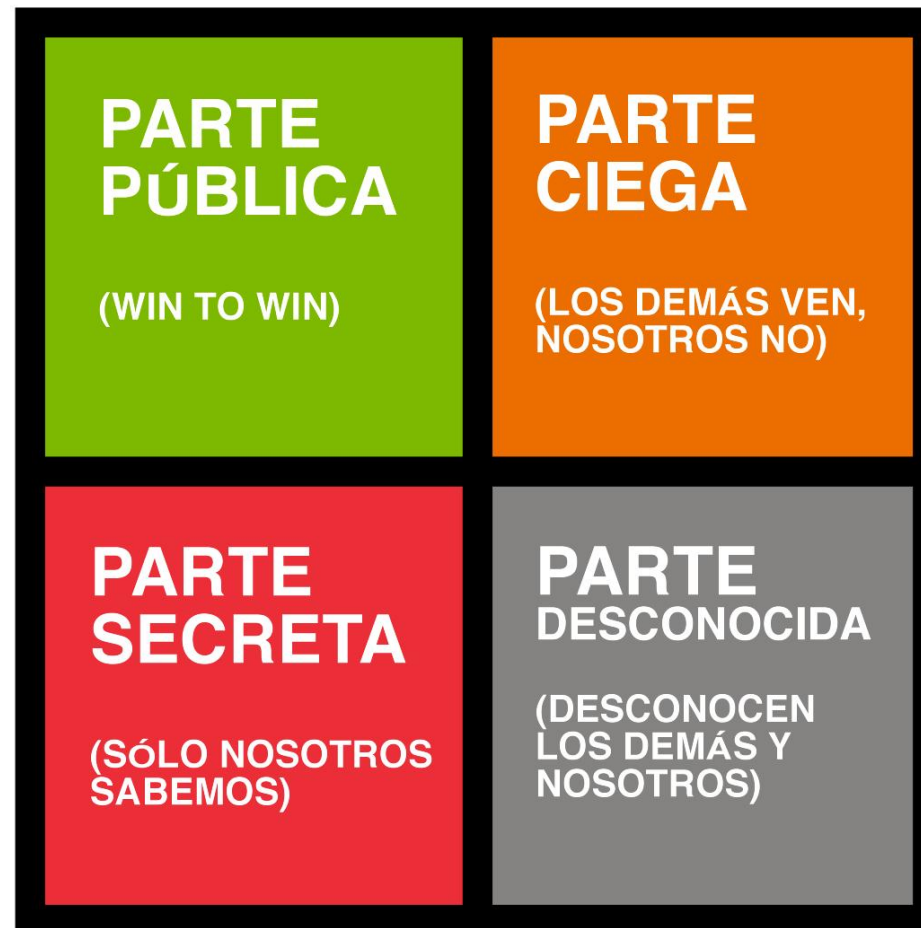 PARTE
PÚBLICA
(WIN TO WIN)
PARTE
CIEGA
(LOS DEMÁS VEN,
NOSOTROS NO)
PARTE
SECRETA
(SÓLO NOSOTROS
SABEMOS)
PARTE
DESCONOCIDA
(DESCONOCEN
LOS DEMÁS Y
NOSOTROS)